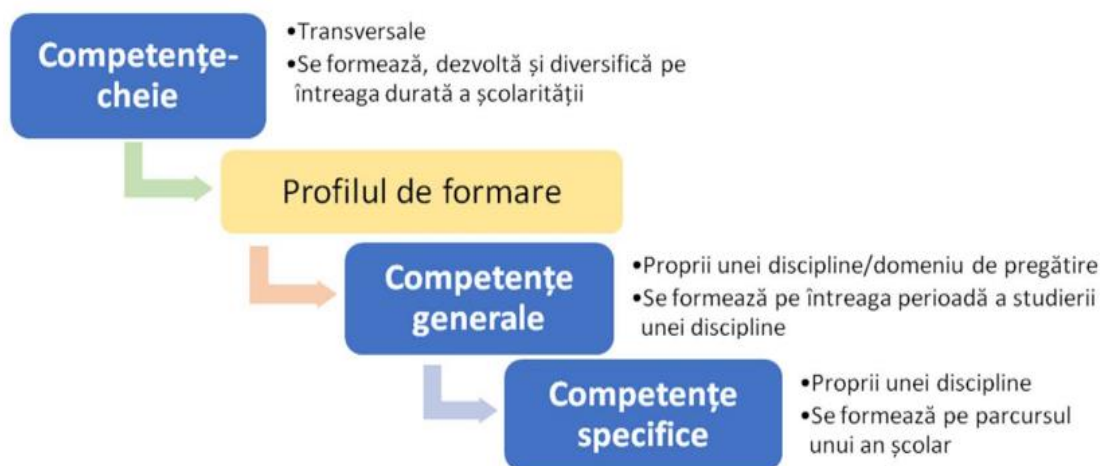 Competențe-
cheie
•Transversale
•Se formează, dezvoltă și diversifică pe
întreaga durată a școlarității
Profilul de formare
Competențe
generale
•Proprii unei discipline/domeniu de pregătire
•Se formează pe întreaga perioadă a studierii
unei discipline
Competențe
specifice
•Proprii unei discipline
•Se formează pe parcursul
unui an școlar